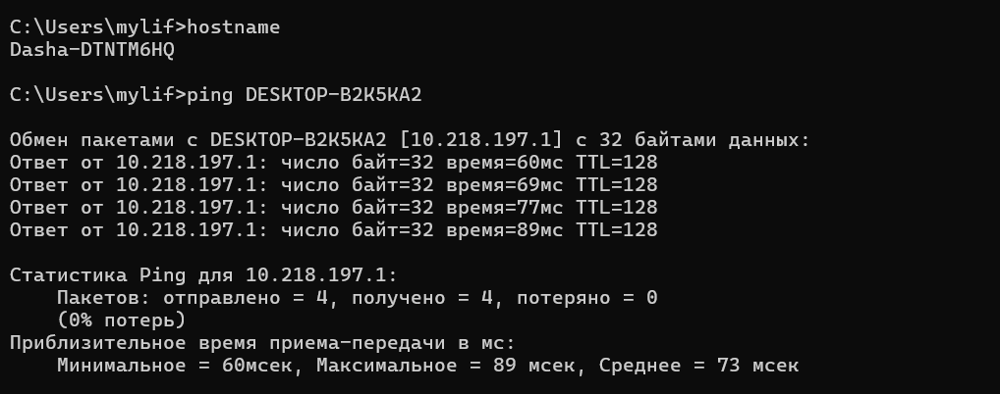 C:\Users\mylif>hostname
Dasha-DTNTM6HQ
C:\Users\mylif>ping DESKTOP-B2K5KA2
Обмен пакетами с DESKTOP-B2K5KA2 [10.218.197.1] с 32 байтами данных:
Ответ от 10.218.197.1: число байт=32 время=60мс TTL=128
Ответ от 10.218.197.1: число байт=32 время=69мс TTL=128
Ответ от 10.218.197.1: число байт=32 время=77мс TTL=128
Ответ от 10.218.197.1: число байт=32 время=89мс TTL=128
Статистика Ping для 10.218.197.1:
Пакетов: отправлено = 4, получено = 4, потеряно = 0
(0% потерь)
Приблизительное время приема-передачи в мс:
Минимальное = 60мсек, Максимальное = 89 мсек, Среднее = 73 мсек